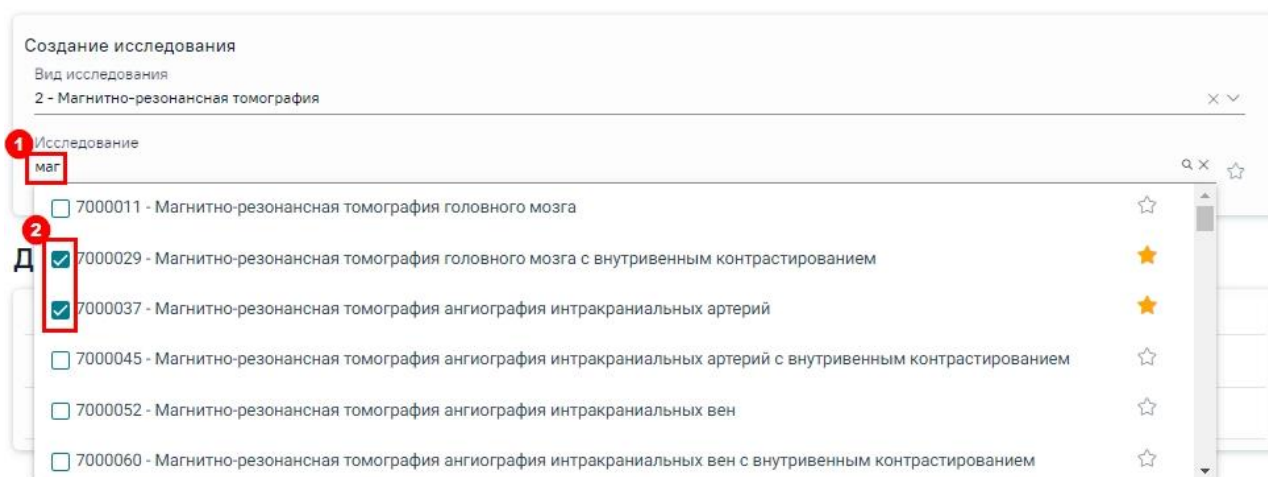 Создание исследования
Вид исследования
2 - Магнитно-резонансная томография
1
Исследование
маг
7000011 - Магнитно-резонансная томография головного мозга
2
Д
7000029 - Магнитно-резонансная томография головного мозга с внутривенным контрастированием
7000037 - Магнитно-резонансная томография ангиография интракраниальных артерий
7000045 - Магнитно-резонансная томография ангиография интракраниальных артерий с внутривенным контрастированием
7000052 - Магнитно-резонансная томография ангиография интракраниальных вен
7000060 - Магнитно-резонансная томография ангиография интракраниальных вен с внутривенным контрастированием